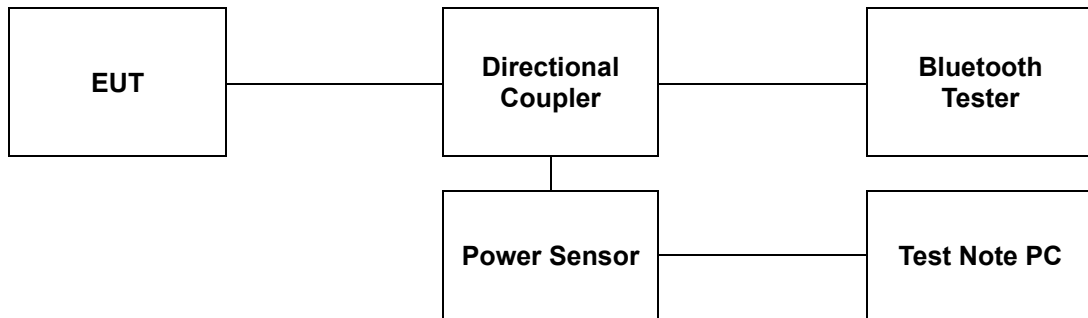 EUT
Directional
Coupler
Bluetooth
Tester
Power Sensor
Test Note PC